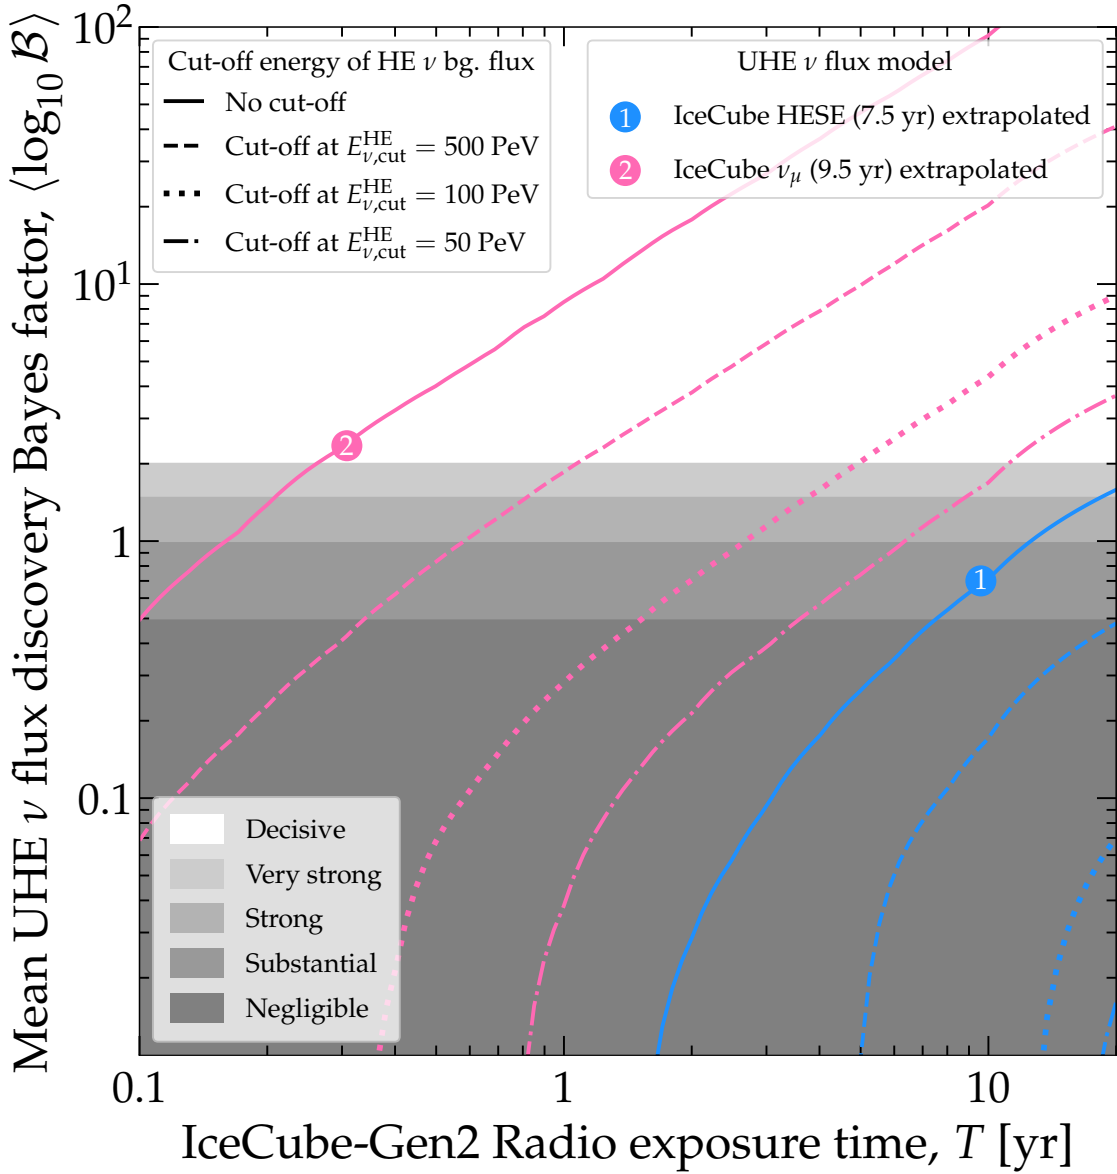 Mean UHE ν flux discovery Bayes factor, ⟨log₁₀ ℬ⟩
10²
10¹
1
0.1
Cut-off energy of HE ν bg. flux
No cut-off
Cut-off at E^HE_ν,cut = 500 PeV
Cut-off at E^HE_ν,cut = 100 PeV
Cut-off at E^HE_ν,cut = 50 PeV
UHE ν flux model
1 IceCube HESE (7.5 yr) extrapolated
2 IceCube ν_μ (9.5 yr) extrapolated
2
1
Decisive
Very strong
Strong
Substantial
Negligible
0.1 1 10
IceCube-Gen2 Radio exposure time, T [yr]